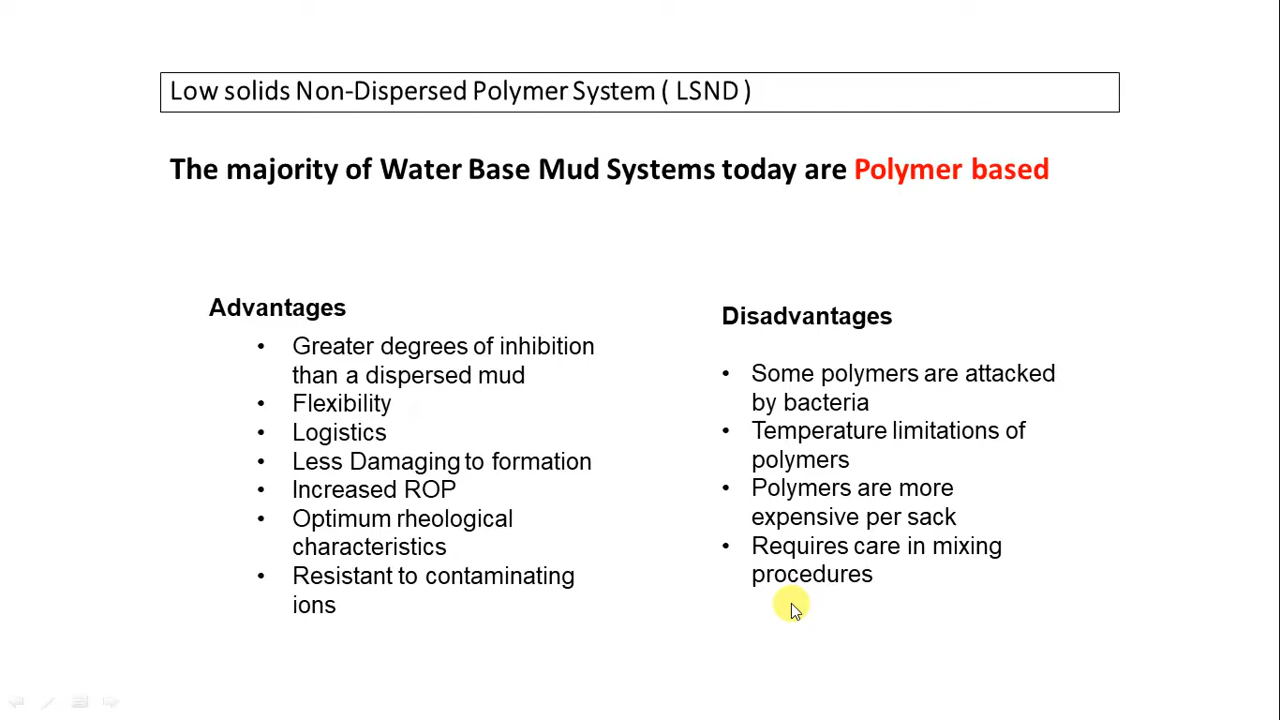 Low solids Non-Dispersed Polymer System ( LSND )
The majority of Water Base Mud Systems today are Polymer based
Advantages
• Greater degrees of inhibition
than a dispersed mud
• Flexibility
• Logistics
• Less Damaging to formation
• Increased ROP
• Optimum rheological
characteristics
• Resistant to contaminating
ions
Disadvantages
• Some polymers are attacked
by bacteria
• Temperature limitations of
polymers
• Polymers are more
expensive per sack
• Requires care in mixing
procedures